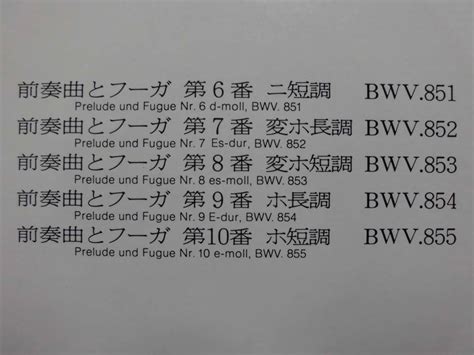 前奏曲とフーガ 第6番 ニ短調 BWV.851
Prelude und Fugue Nr. 6 d-moll, BWV. 851
前奏曲とフーガ 第7番 変ホ長調 BWV.852
Prelude und Fugue Nr. 7 Es-dur, BWV. 852
前奏曲とフーガ 第8番 変ホ短調 BWV.853
Prelude und Fugue Nr. 8 es-moll, BWV. 853
前奏曲とフーガ 第9番 ホ長調 BWV.854
Prelude und Fugue Nr. 9 E-dur, BWV. 854
前奏曲とフーガ 第10番 ホ短調 BWV.855
Prelude und Fugue Nr. 10 e-moll, BWV. 855